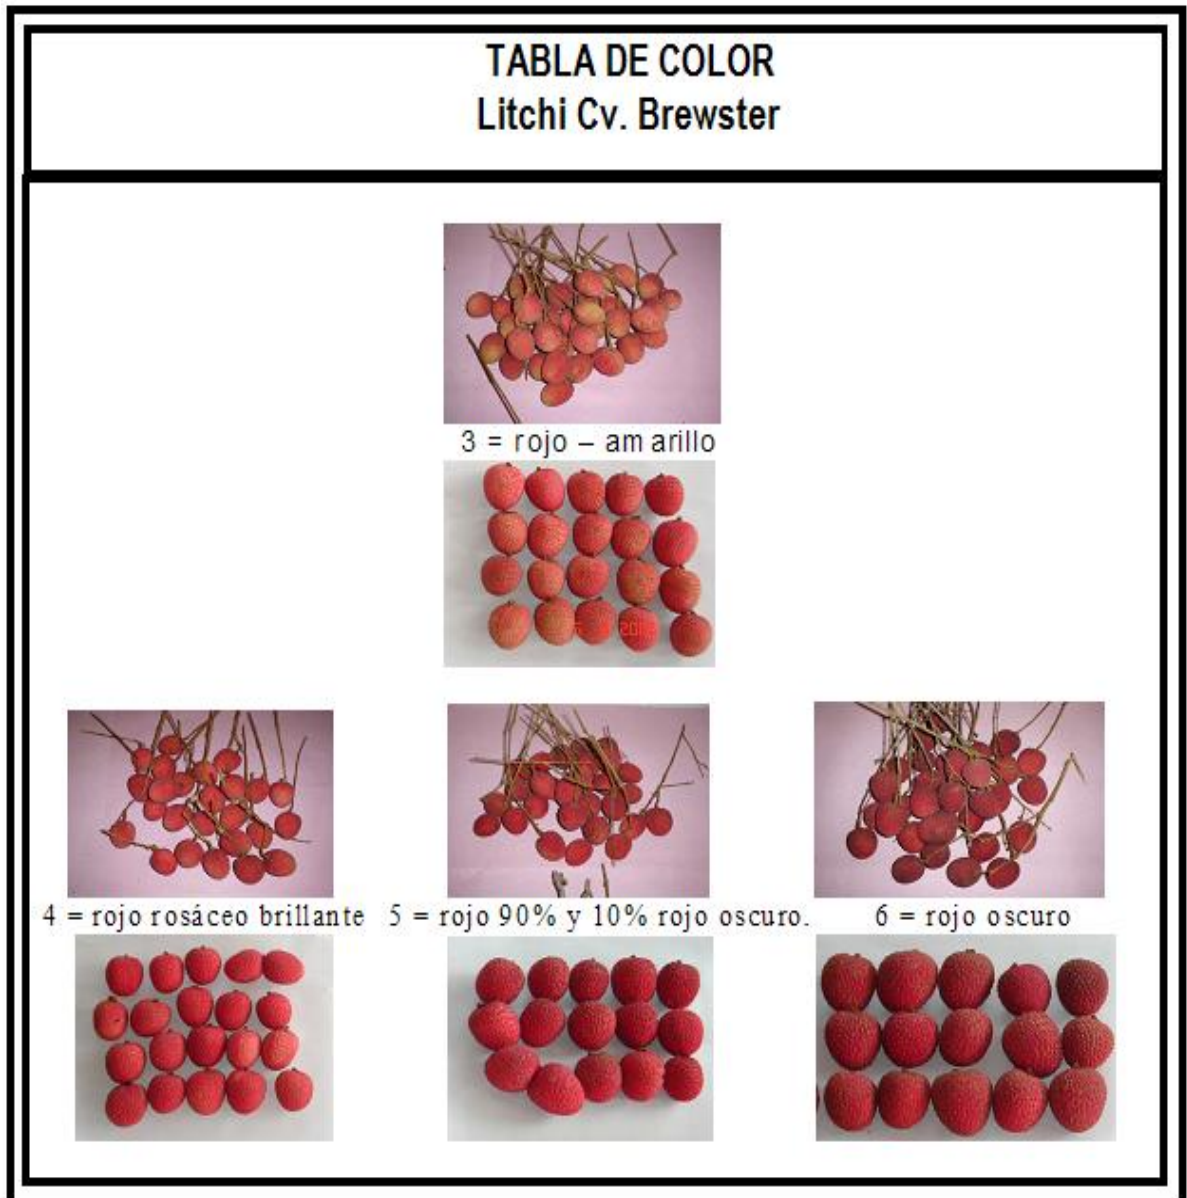 TABLA DE COLOR
Litchi Cv. Brewster
3 = rojo – amarillo
4 = rojo rosáceo brillante
5 = rojo 90% y 10% rojo oscuro.
6 = rojo oscuro